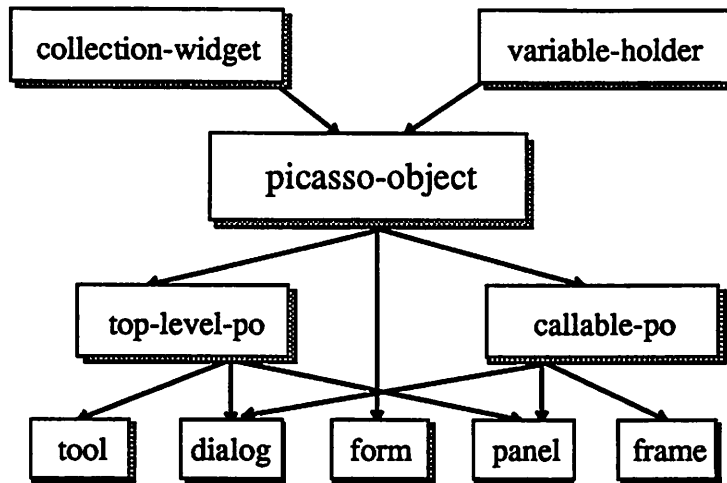 collection-widget
variable-holder
picasso-object
top-level-po
callable-po
tool
dialog
form
panel
frame